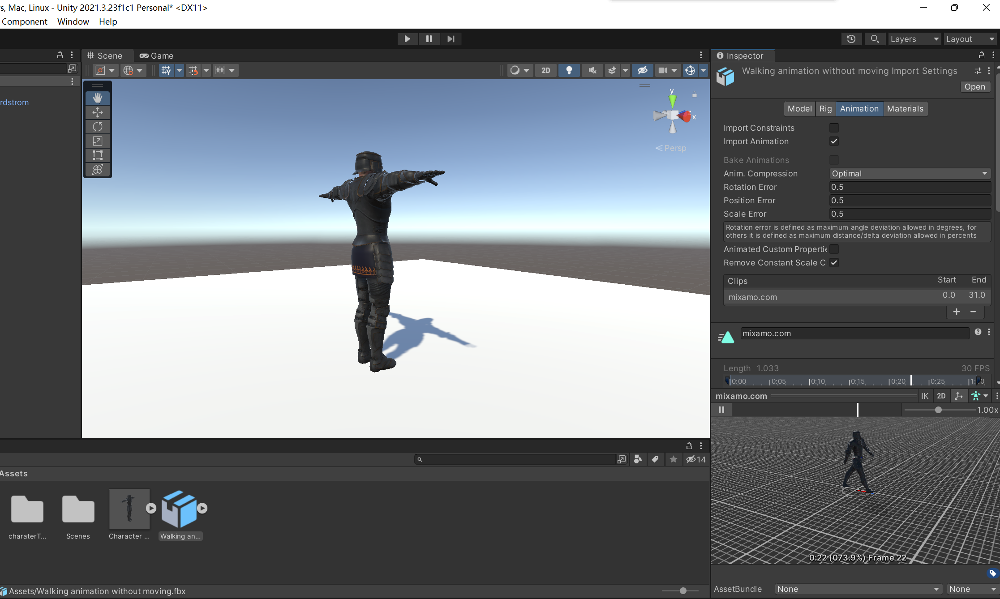 s, Mac, Linux - Unity 2021.3.23f1c1 Personal* <DX11>
Component Window Help
Layers Layout
Scene Game
Inspector
2D
Walking animation without moving Import Settings
Open
rdstrom
y
x
Persp
Model Rig Animation Materials
Import Constraints
Import Animation
Bake Animations
Anim. Compression Optimal
Rotation Error 0.5
Position Error 0.5
Scale Error 0.5
Rotation error is defined as maximum angle deviation allowed in degrees, for
others it is defined as maximum distance/delta deviation allowed in percents
Animated Custom Propertie
Remove Constant Scale C
Clips Start End
mixamo.com 0.0 31.0
mixamo.com
Length 1.033 30 FPS
0:00 0:05 0:10 0:15 0:20 0:25
mixamo.com IK 2D
1.00x
0:22 (073.9%) Frame 22
14
Assets
charaterT...
Scenes
Character ...
Walking an...
Assets/Walking animation without moving.fbx
AssetBundle None None